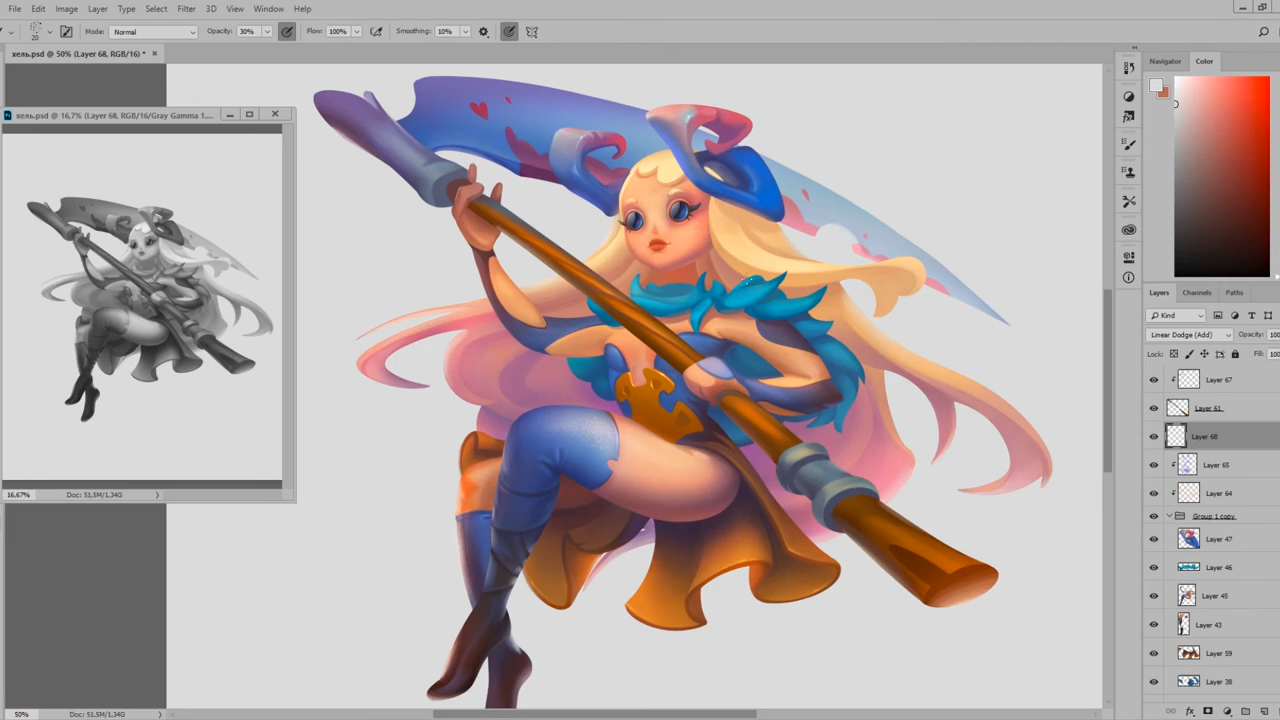 File Edit Image Layer Type Select Filter 3D View Window Help
20 Mode: Normal Opacity: 30% Flow: 100% Smoothing: 10%
хель.psd @ 50% (Layer 68, RGB/16) *
хель.psd @ 16,7% (Layer 68, RGB/16/Gray Gamma 1....
16,67% Doc: 51,5M/1,34G
50% Doc: 51,5M/1,34G
Navigator Color
Layers Channels Paths
Kind
Linear Dodge (Add) Opacity: 100
Lock: Fill: 100
Layer 67
Layer 61
Layer 68
Layer 65
Layer 64
Group 1 copy
Layer 47
Layer 46
Layer 45
Layer 43
Layer 59
Layer 38